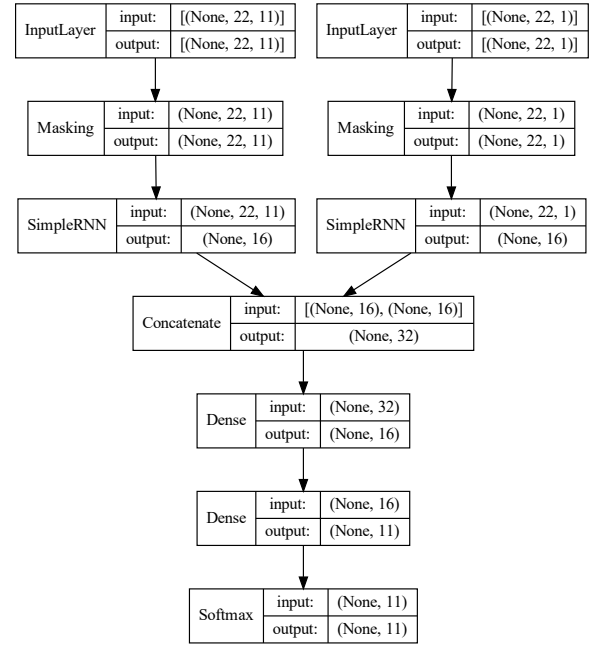 InputLayer input: [(None, 22, 11)]
output: [(None, 22, 11)]
InputLayer input: [(None, 22, 1)]
output: [(None, 22, 1)]
Masking input: (None, 22, 11)
output: (None, 22, 11)
Masking input: (None, 22, 1)
output: (None, 22, 1)
SimpleRNN input: (None, 22, 11)
output: (None, 16)
SimpleRNN input: (None, 22, 1)
output: (None, 16)
Concatenate input: [(None, 16), (None, 16)]
output: (None, 32)
Dense input: (None, 32)
output: (None, 16)
Dense input: (None, 16)
output: (None, 11)
Softmax input: (None, 11)
output: (None, 11)